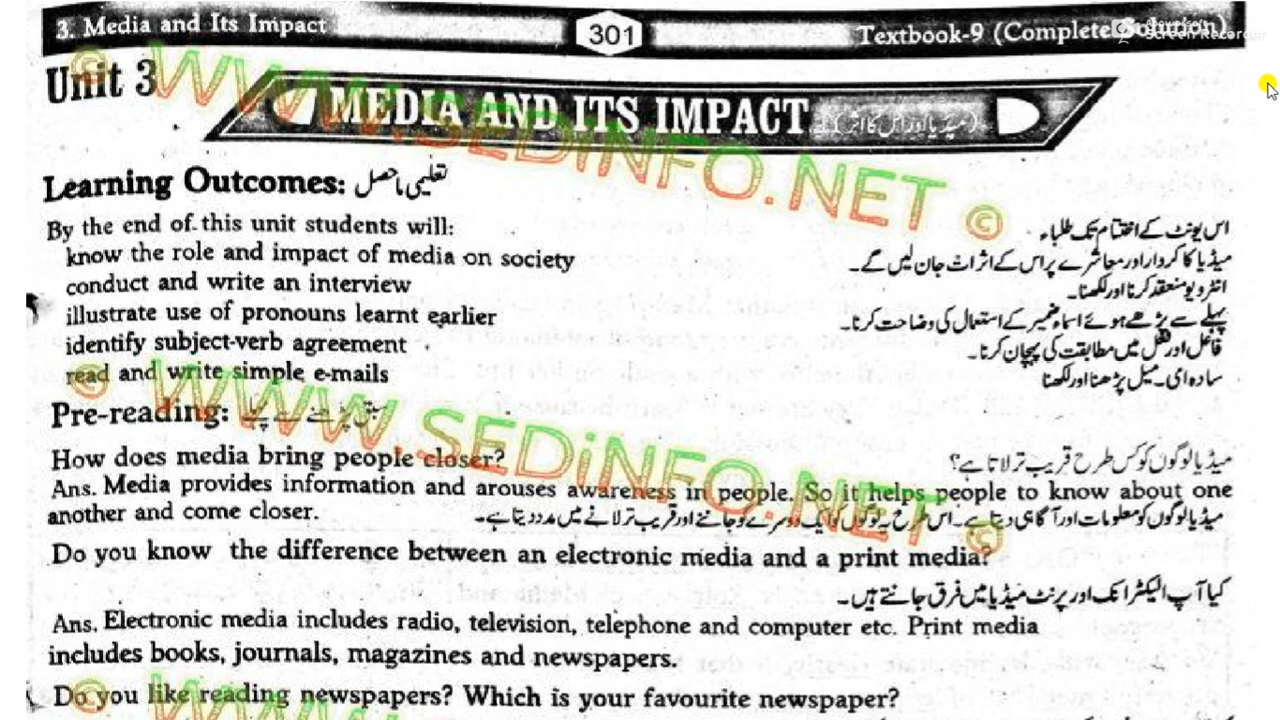 3. Media and Its Impact 301 Textbook-9 (Complete Solution)
Unit 3
MEDIA AND ITS IMPACT (میڈیا اور اس کا اثر)
Learning Outcomes: تعلیمی ماحصل
By the end of this unit students will: اس یونٹ کے اختتام تک طلباء
know the role and impact of media on society میڈیا کا کردار اور معاشرے پر اس کے اثرات جان لیں گے۔
conduct and write an interview انٹرویو منعقد کرنا اور لکھنا۔
illustrate use of pronouns learnt earlier پہلے سے پڑھے ہوئے اسماء ضمیر کے استعمال کی وضاحت کرنا۔
identify subject-verb agreement فاعل اور فعل میں مطابقت کی پہچان کرنا۔
read and write simple e-mails سادہ ای۔میل پڑھنا اور لکھنا
Pre-reading: سبق پڑھنے سے پہلے
How does media bring people closer? میڈیا لوگوں کو کس طرح قریب تر لاتا ہے؟
Ans. Media provides information and arouses awareness in people. So it helps people to know about one
another and come closer. میڈیا لوگوں کو معلومات اور آگاہی دیتا ہے۔ اس طرح یہ لوگوں کو ایک دوسرے کو جاننے اور قریب تر لانے میں مدد دیتا ہے۔
Do you know the difference between an electronic media and a print media?
کیا آپ الیکٹرانک اور پرنٹ میڈیا میں فرق جانتے ہیں۔
Ans. Electronic media includes radio, television, telephone and computer etc. Print media
includes books, journals, magazines and newspapers.
Do you like reading newspapers? Which is your favourite newspaper?
© WWW.SEDiNFO.NET ©
© WWW.SEDiNFO.NET ©
©
Screen Recorder